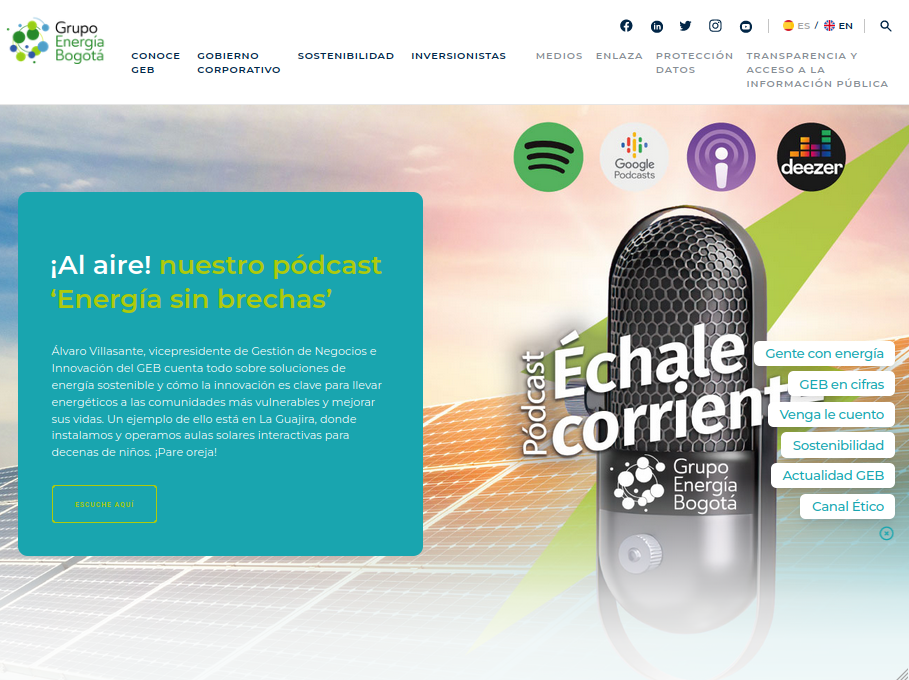 Grupo
Energía
Bogotá
ES / EN
CONOCE
GEB
GOBIERNO
CORPORATIVO
SOSTENIBILIDAD
INVERSIONISTAS
MEDIOS
ENLAZA
PROTECCIÓN
DATOS
TRANSPARENCIA Y
ACCESO A LA
INFORMACIÓN PÚBLICA
Google
Podcasts
deezer
¡Al aire! nuestro pódcast
‘Energía sin brechas’
Álvaro Villasante, vicepresidente de Gestión de Negocios e
Innovación del GEB cuenta todo sobre soluciones de
energía sostenible y cómo la innovación es clave para llevar
energéticos a las comunidades más vulnerables y mejorar
sus vidas. Un ejemplo de ello está en La Guajira, donde
instalamos y operamos aulas solares interactivas para
decenas de niños. ¡Pare oreja!
ESCUCHE AQUÍ
Pódcast
Échale
corriente
Grupo
Energía
Bogotá
Gente con energía
GEB en cifras
Venga le cuento
Sostenibilidad
Actualidad GEB
Canal Ético